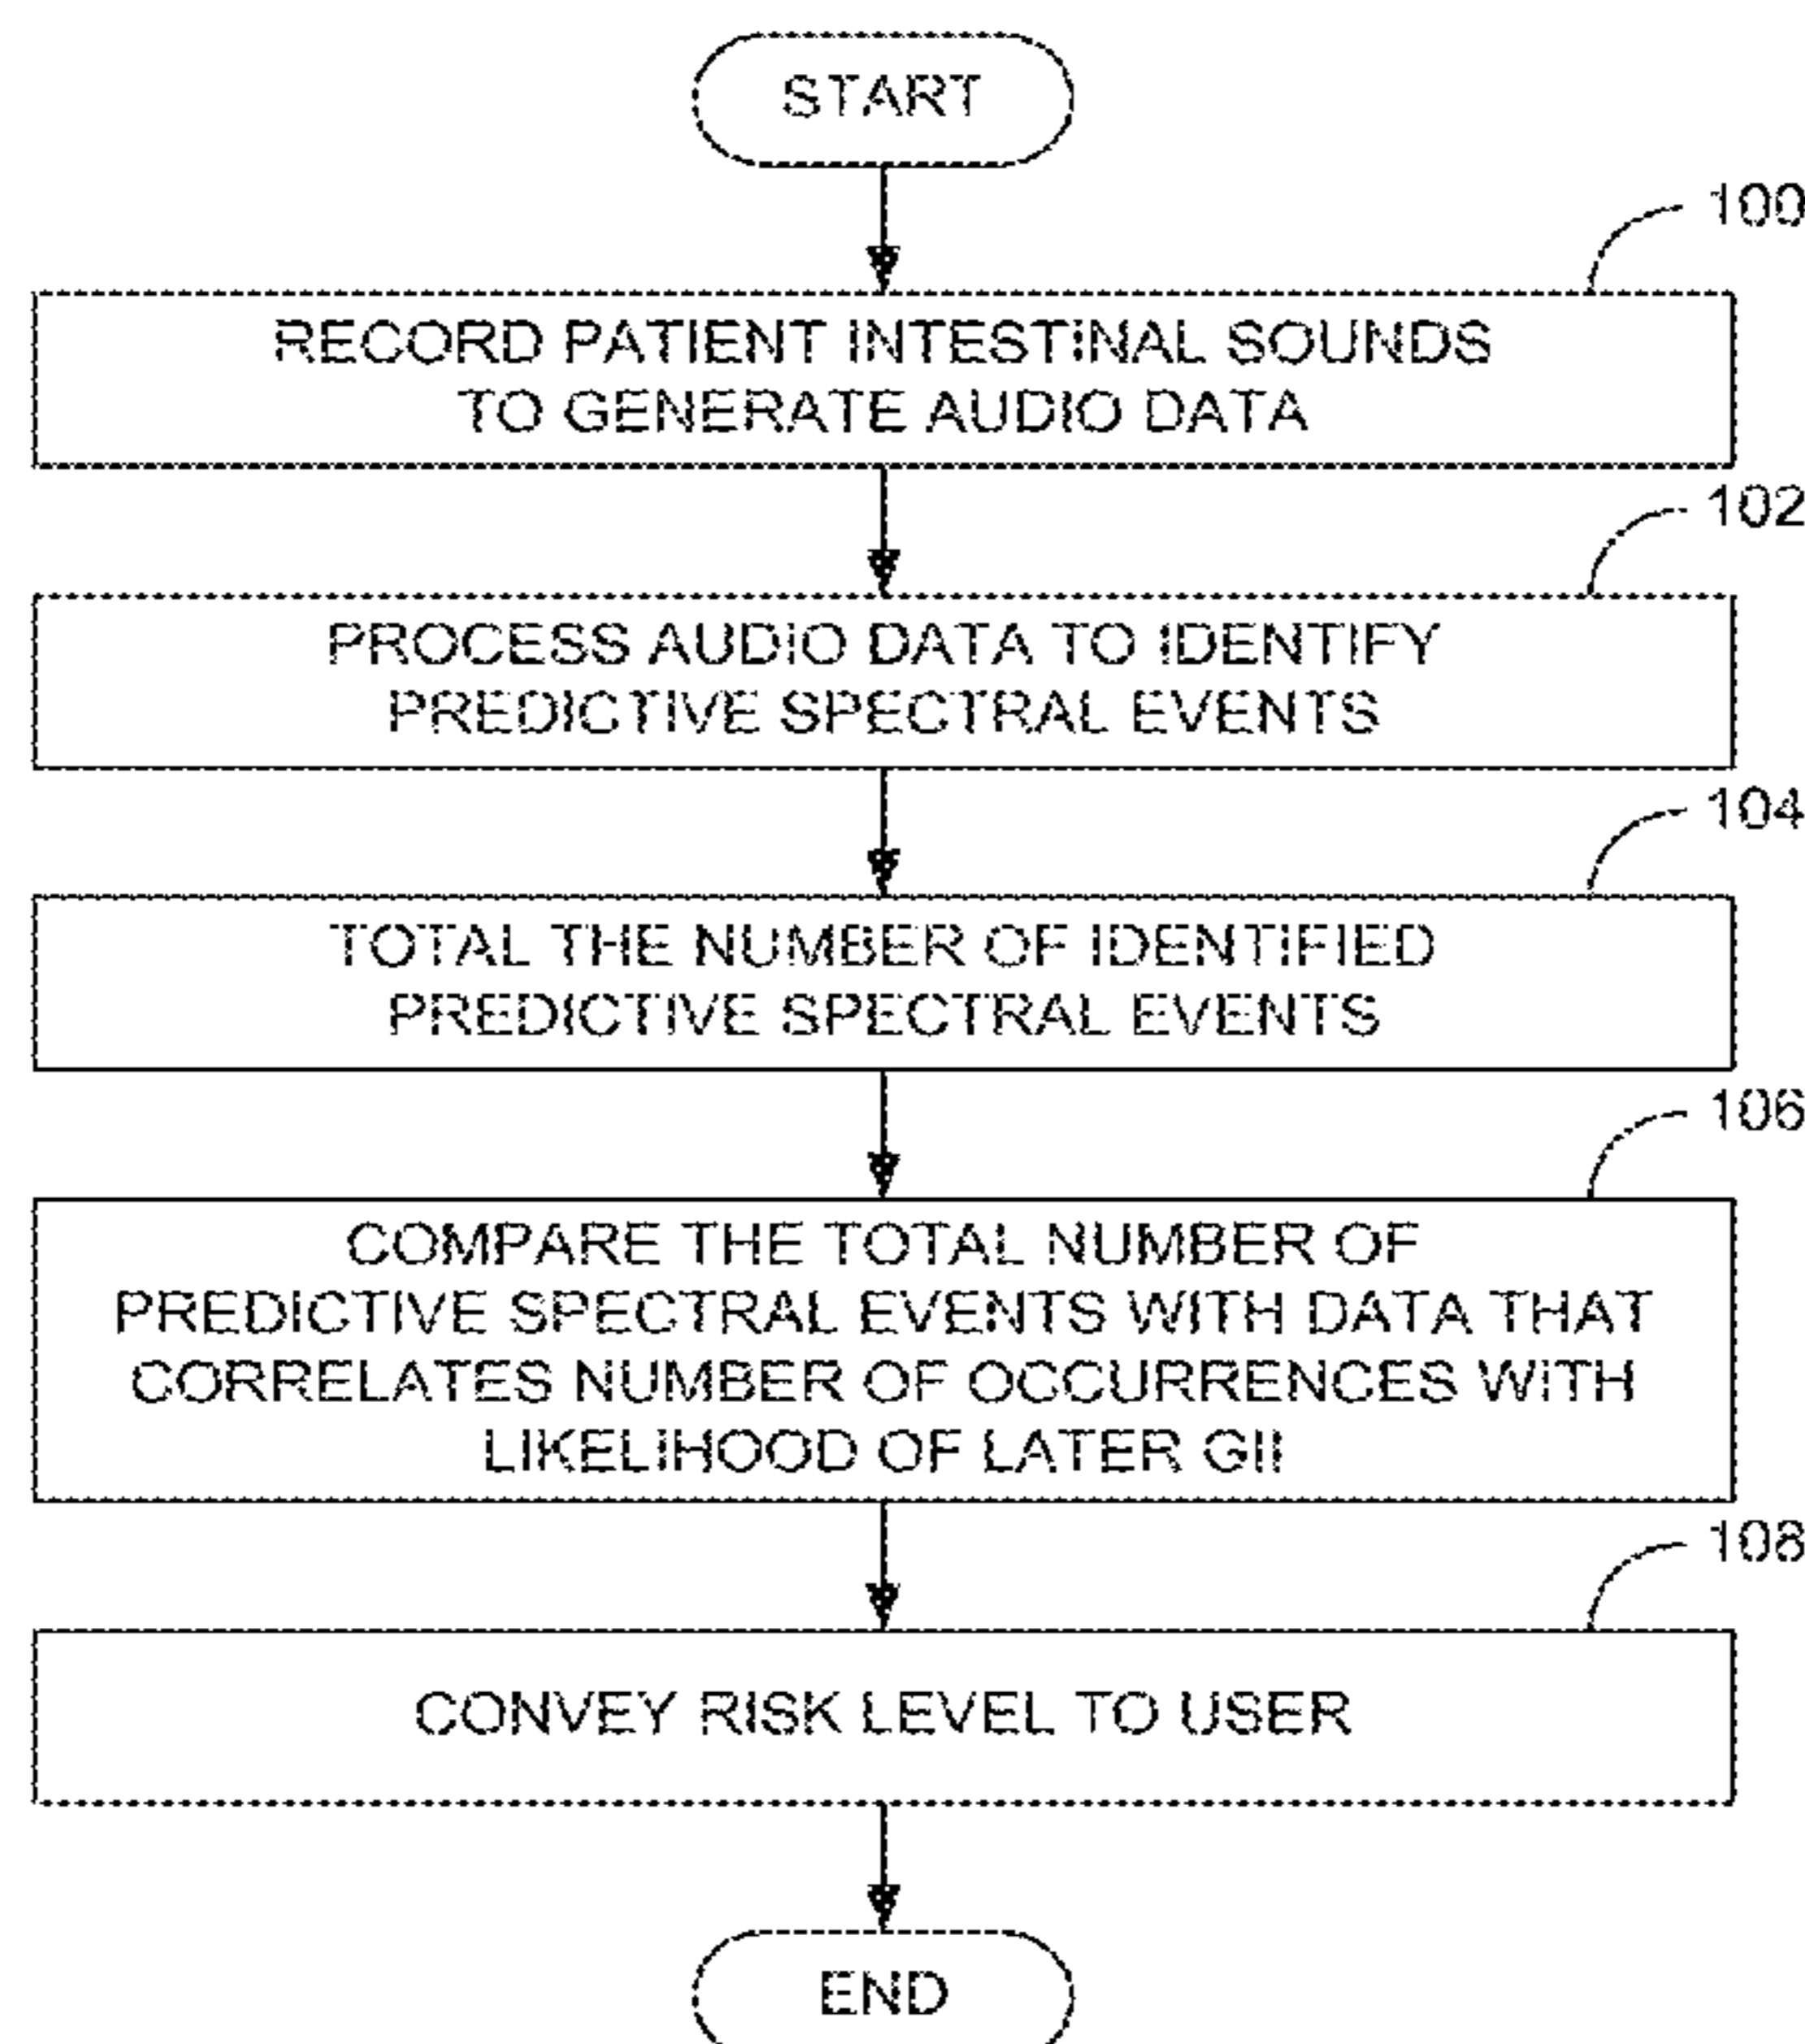 START
100
RECORD PATIENT INTESTINAL SOUNDS
TO GENERATE AUDIO DATA
102
PROCESS AUDIO DATA TO IDENTIFY
PREDICTIVE SPECTRAL EVENTS
104
TOTAL THE NUMBER OF IDENTIFIED
PREDICTIVE SPECTRAL EVENTS
106
COMPARE THE TOTAL NUMBER OF
PREDICTIVE SPECTRAL EVENTS WITH DATA THAT
CORRELATES NUMBER OF OCCURRENCES WITH
LIKELIHOOD OF LATER GII
108
CONVEY RISK LEVEL TO USER
END